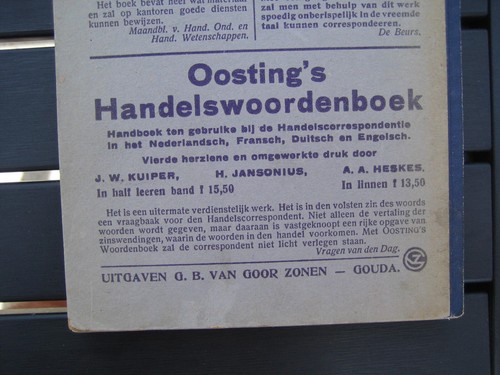 Het boek bevat heel wat materiaal
en zal op kantoren goede diensten
kunnen bewijzen.
Maandbl. v. Hand. Ond. en
Hand. Wetenschappen.
zal men met behulp van dit werk
spoedig onberispelijk in de vreemde
taal kunnen correspondeeren.
De Beurs.
Oosting's
Handelswoordenboek
Handboek ten gebruike bij de Handelscorrespondentie
in het Nederlandsch, Fransch, Duitsch en Engelsch.
Vierde herziene en omgewerkte druk door
J. W. KUIPER, H. JANSONIUS, A. A. HESKES.
In half leeren band f 15,50 In linnen f 13,50
Het is een uitermate verdienstelijk werk. Het is in den volsten zin des woords
een vraagbaak voor den Handelscorrespondent. Niet alleen de vertaling der
woorden wordt gegeven, maar daaraan is vastgeknoopt een rijke opgave van
zinswendingen, waarin de woorden in den handel voorkomen. Met OOSTING'S
Woordenboek zal de correspondent niet licht verlegen staan.
Vragen van den Dag.
UITGAVEN G. B. VAN GOOR ZONEN — GOUDA.